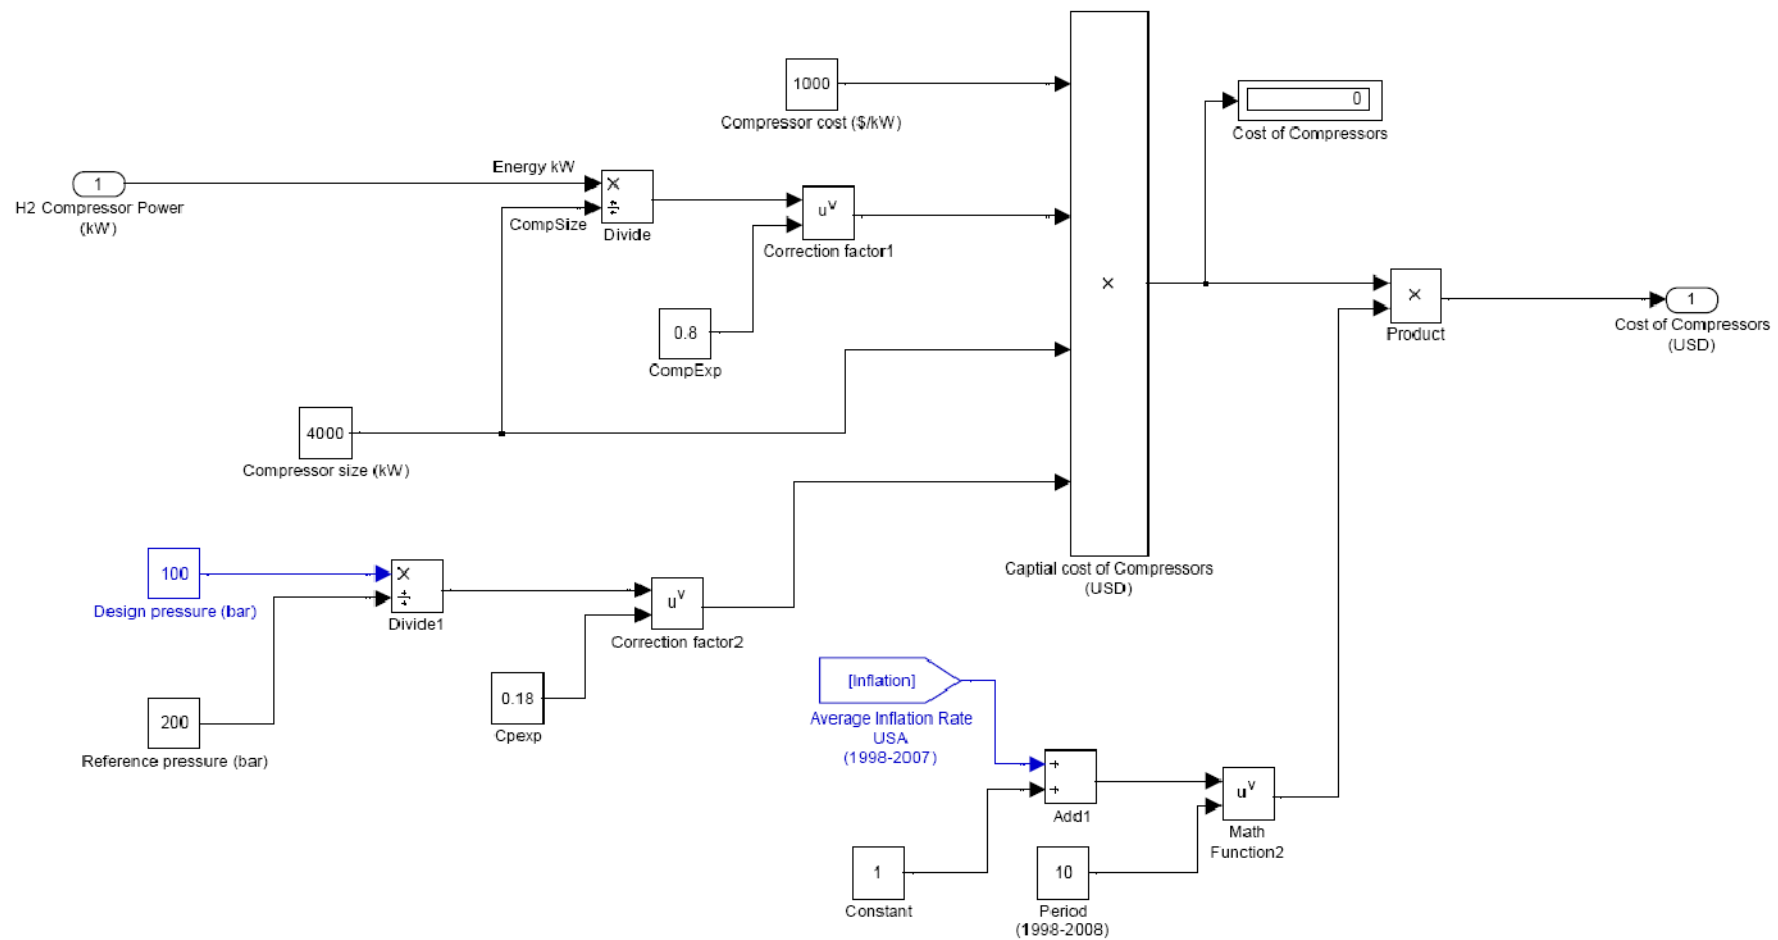 1000
Compressor cost ($/kW)
0
Cost of Compressors
Energy kW
1
H2 Compressor Power
(kW)
×
÷
CompSize
Divide
u^v
Correction factor1
×
0.8
CompExp
×
Product
1
Cost of Compressors
(USD)
4000
Compressor size (kW)
Captial cost of Compressors
(USD)
100
Design pressure (bar)
×
÷
Divide1
u^v
Correction factor2
0.18
Cpexp
200
Reference pressure (bar)
[Inflation]
Average Inflation Rate
USA
(1998-2007)
+
+
Add1
u^v
Math
Function2
1
Constant
10
Period
(1998-2008)